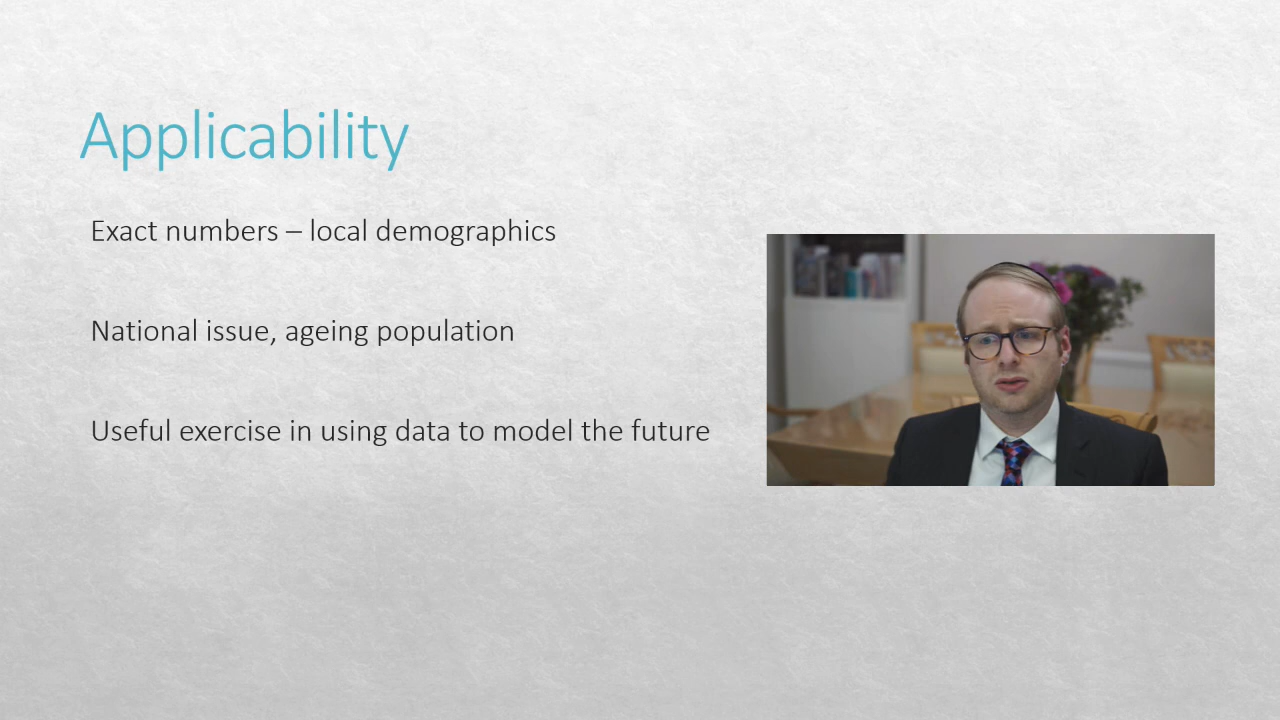 Applicability
Exact numbers – local demographics
National issue, ageing population
Useful exercise in using data to model the future